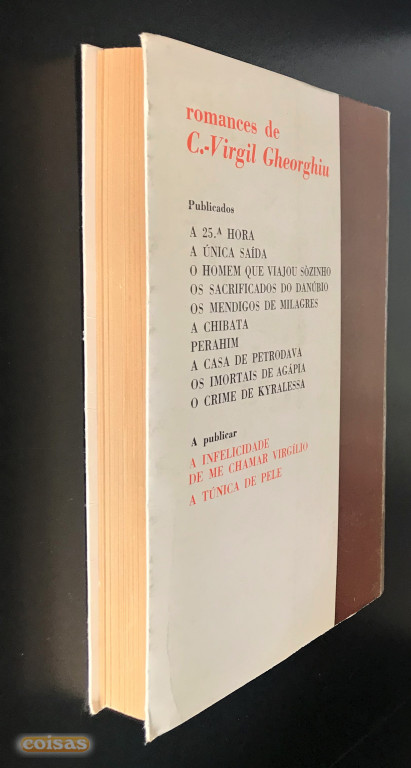 romances de
C.-Virgil Gheorghiu
Publicados
A 25.ª HORA
A ÚNICA SAÍDA
O HOMEM QUE VIAJOU SÒZINHO
OS SACRIFICADOS DO DANÚBIO
OS MENDIGOS DE MILAGRES
A CHIBATA
PERAHIM
A CASA DE PETRODAVA
OS IMORTAIS DE AGÁPIA
O CRIME DE KYRALESSA
A publicar
A INFELICIDADE
DE ME CHAMAR VIRGÍLIO
A TÚNICA DE PELE
coisas